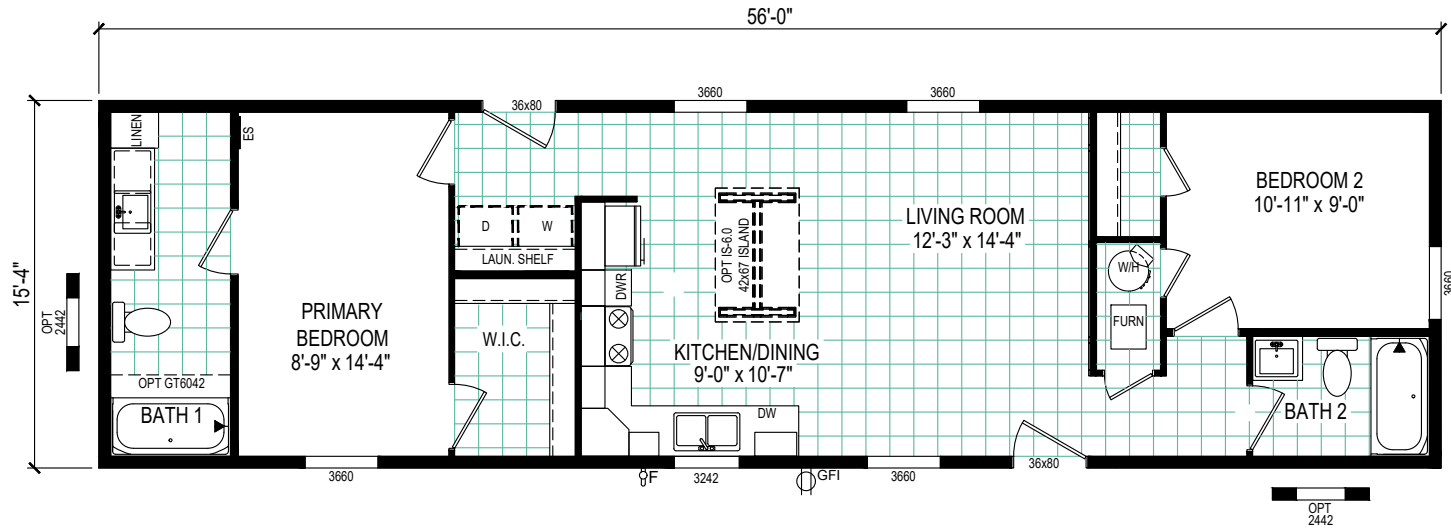 56'-0"
15'-4"
36x80
3660
3660
LINEN
ES
D
W
LAUN. SHELF
OPT IS-6.0
42x67 ISLAND
LIVING ROOM
12'-3" x 14'-4"
BEDROOM 2
10'-11" x 9'-0"
W/H
FURN
3660
OPT
2442
PRIMARY
BEDROOM
8'-9" x 14'-4"
W.I.C.
DWR
KITCHEN/DINING
9'-0" x 10'-7"
OPT GT6042
BATH 1
DW
BATH 2
3660
F
3242
GFI
3660
36x80
OPT
2442